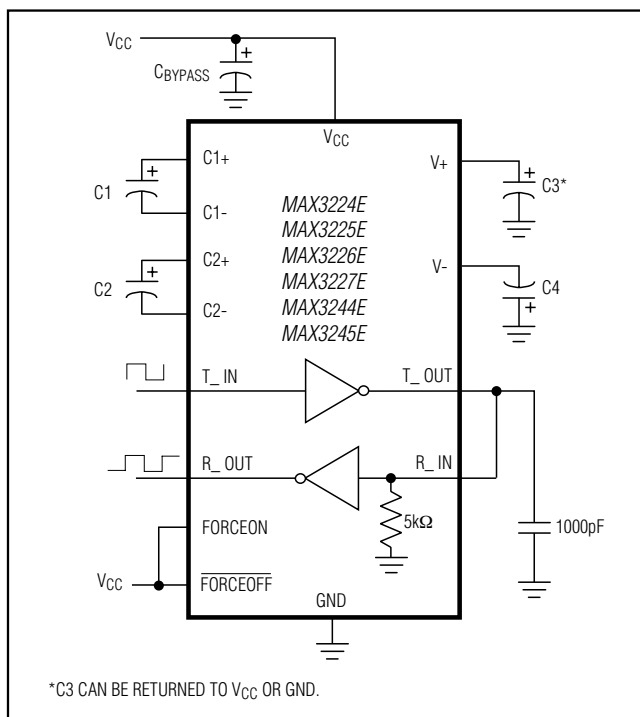 VCC
CBYPASS
+
VCC
C1+
V+
C1
+
C3*
+
C1-
MAX3224E
MAX3225E
MAX3226E
MAX3227E
MAX3244E
MAX3245E
C2+
V-
C2
+
C4
+
C2-
T_ IN
T_ OUT
R_ OUT
R_ IN
5kΩ
1000pF
FORCEON
VCC
FORCEOFF
GND
*C3 CAN BE RETURNED TO VCC OR GND.